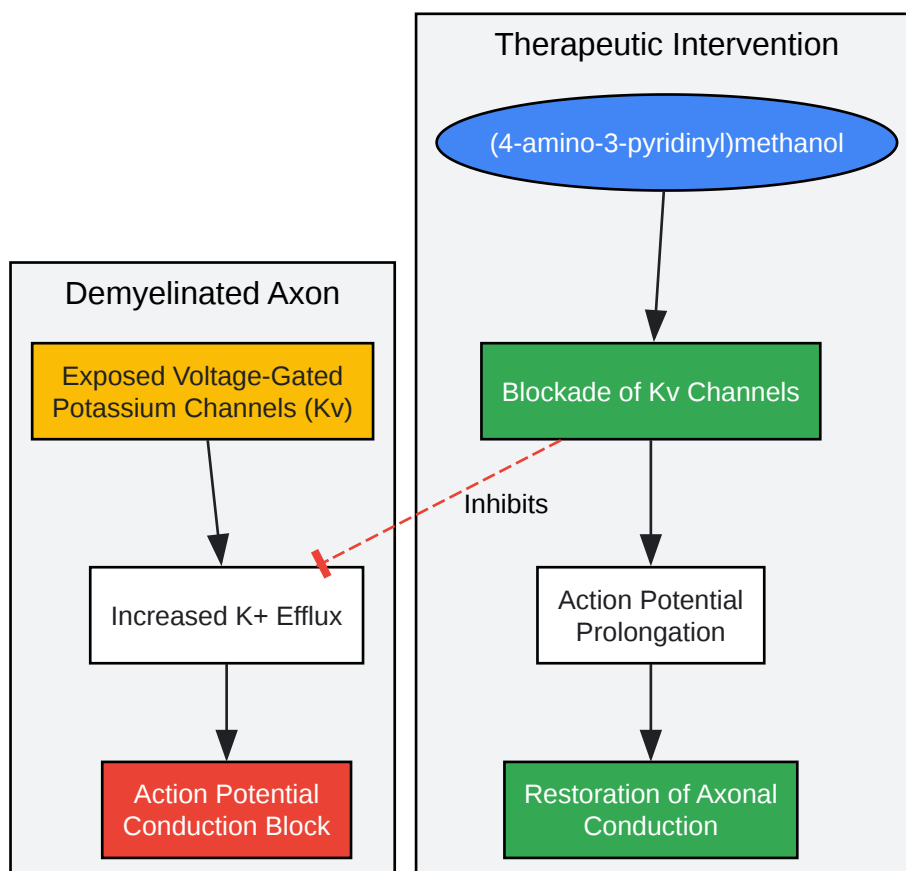 Therapeutic Intervention
(4-amino-3-pyridinyl)methanol
Demyelinated Axon
Exposed Voltage-Gated
Potassium Channels (Kv)
Blockade of Kv Channels
Inhibits
Increased K+ Efflux
Action Potential
Prolongation
Action Potential
Conduction Block
Restoration of Axonal
Conduction